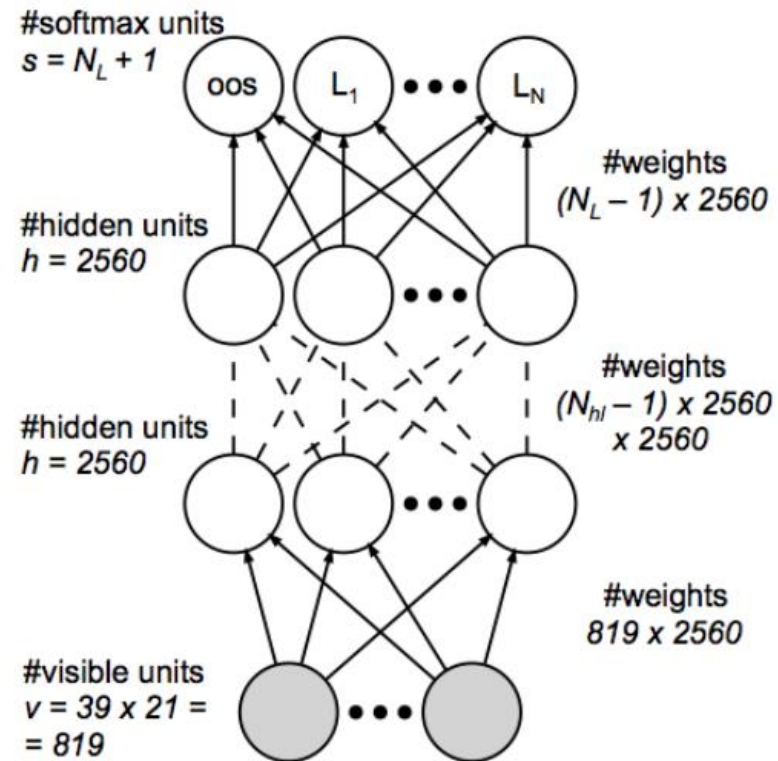 #softmax units
s = N_L + 1
oos L_1 L_N
#weights
(N_L – 1) x 2560
#hidden units
h = 2560
#weights
(N_hl – 1) x 2560
x 2560
#hidden units
h = 2560
#weights
819 x 2560
#visible units
v = 39 x 21 =
= 819